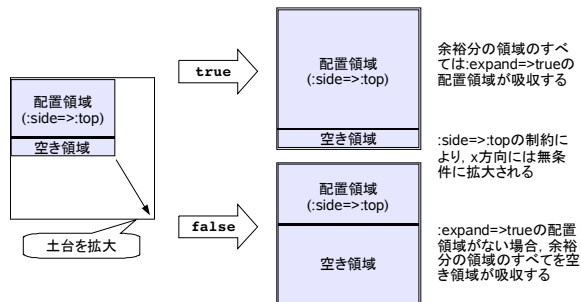 配置領域
(:side=>:top)
空き領域
土台を拡大
true
false
配置領域
(:side=>:top)
空き領域
配置領域
(:side=>:top)
空き領域
余裕分の領域のすべ
ては:expand=>trueの
配置領域が吸収する
:side=>:topの制約に
より, x方向には無条
件に拡大される
:expand=>trueの配置
領域がない場合, 余裕
分の領域のすべてを空
き領域が吸収する